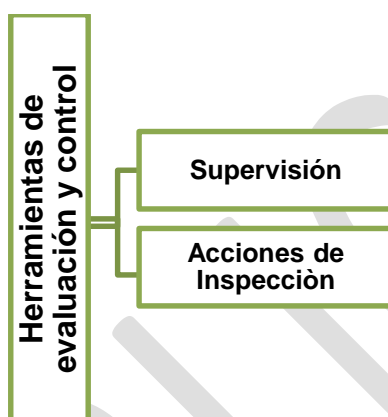 Herramientas de
evaluación y control
Supervisión
Acciones de
Inspecciòn